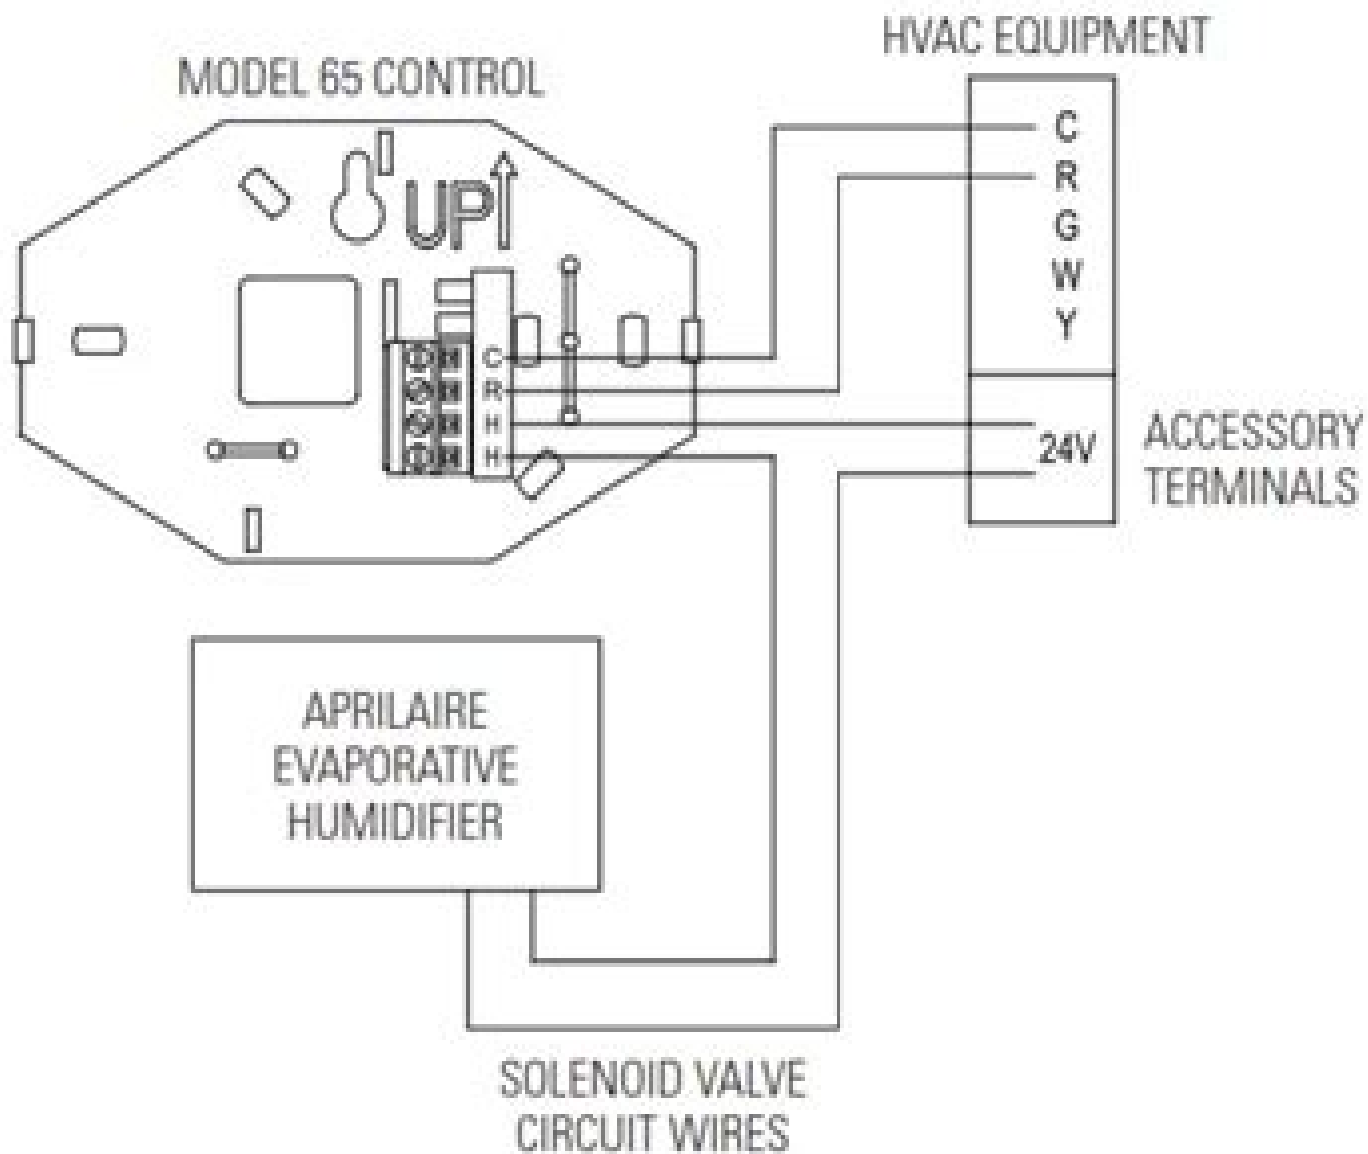 HVAC EQUIPMENT
MODEL 65 CONTROL
UP
C
R
G
W
Y
C
R
H
H
24V
ACCESSORY
TERMINALS
APRILAIRE
EVAPORATIVE
HUMIDIFIER
SOLENOID VALVE
CIRCUIT WIRES